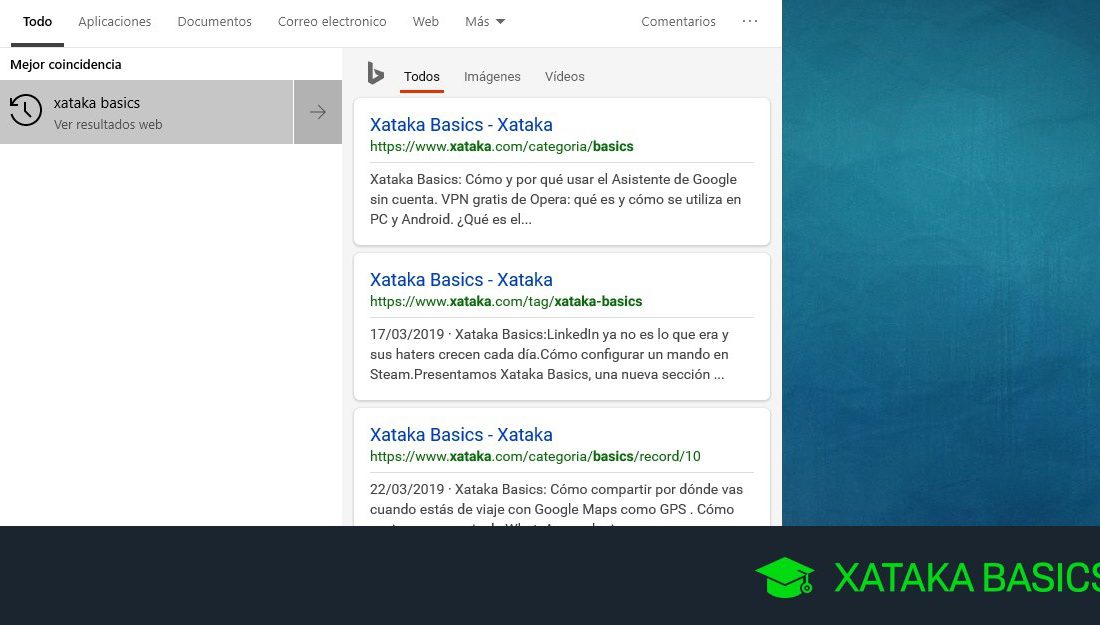 Todo Aplicaciones Documentos Correo electronico Web Más Comentarios ...
Mejor coincidencia
xataka basics
Ver resultados web
Todos Imágenes Vídeos
Xataka Basics - Xataka
https://www.xataka.com/categoria/basics
Xataka Basics: Cómo y por qué usar el Asistente de Google
sin cuenta. VPN gratis de Opera: qué es y cómo se utiliza en
PC y Android. ¿Qué es el...
Xataka Basics - Xataka
https://www.xataka.com/tag/xataka-basics
17/03/2019 · Xataka Basics:LinkedIn ya no es lo que era y
sus haters crecen cada día.Cómo configurar un mando en
Steam.Presentamos Xataka Basics, una nueva sección ...
Xataka Basics - Xataka
https://www.xataka.com/categoria/basics/record/10
22/03/2019 · Xataka Basics: Cómo compartir por dónde vas
cuando estás de viaje con Google Maps como GPS . Cómo
XATAKA BASICS